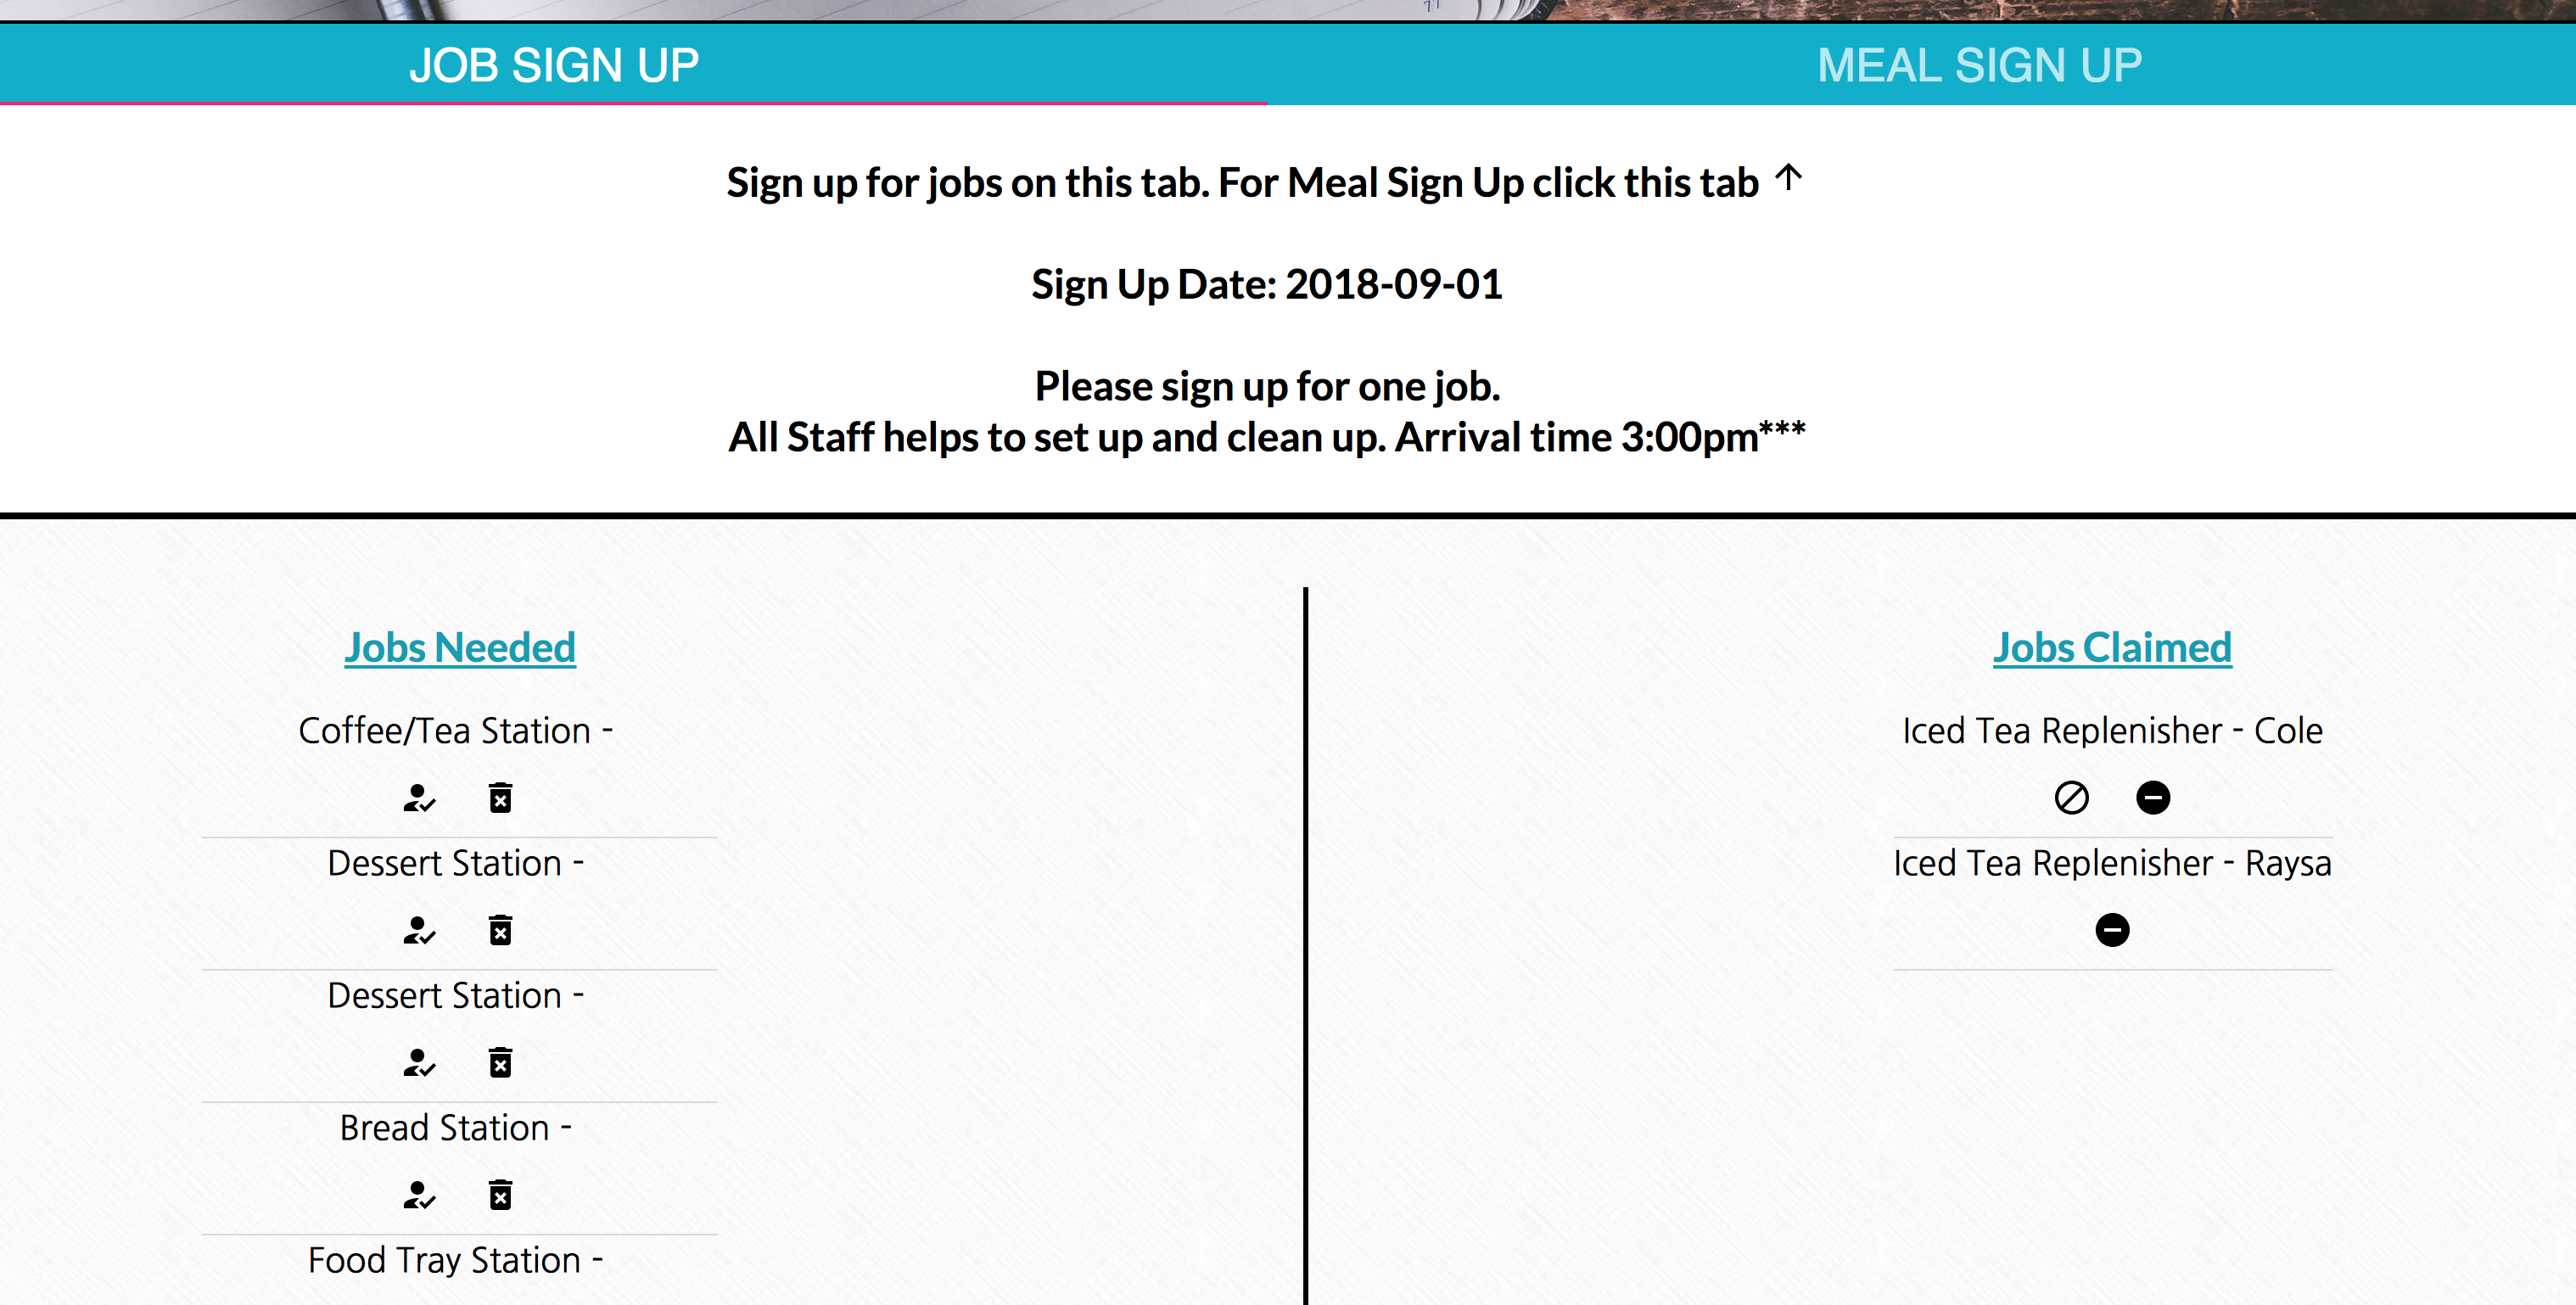 JOB SIGN UP
MEAL SIGN UP
Sign up for jobs on this tab. For Meal Sign Up click this tab ↑
Sign Up Date: 2018-09-01
Please sign up for one job.
All Staff helps to set up and clean up. Arrival time 3:00pm***
Jobs Needed
Coffee/Tea Station -
Dessert Station -
Dessert Station -
Bread Station -
Food Tray Station -
Jobs Claimed
Iced Tea Replenisher - Cole
Iced Tea Replenisher - Raysa